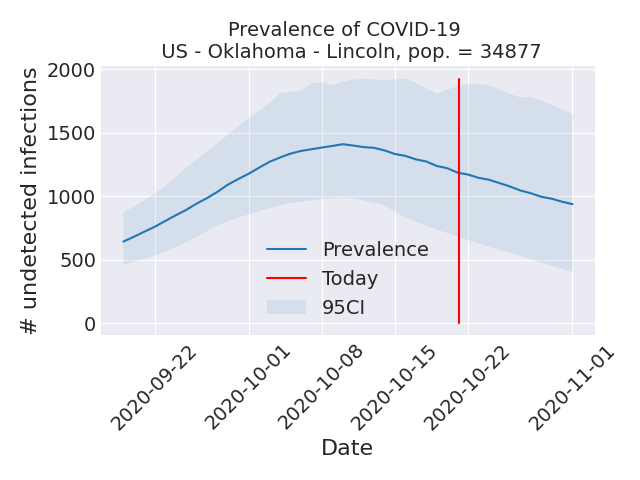 Prevalence of COVID-19
US - Oklahoma - Lincoln, pop. = 34877
# undetected infections
2000
1500
1000
500
0
Prevalence
Today
95CI
2020-09-22
2020-10-01
2020-10-08
2020-10-15
2020-10-22
2020-11-01
Date